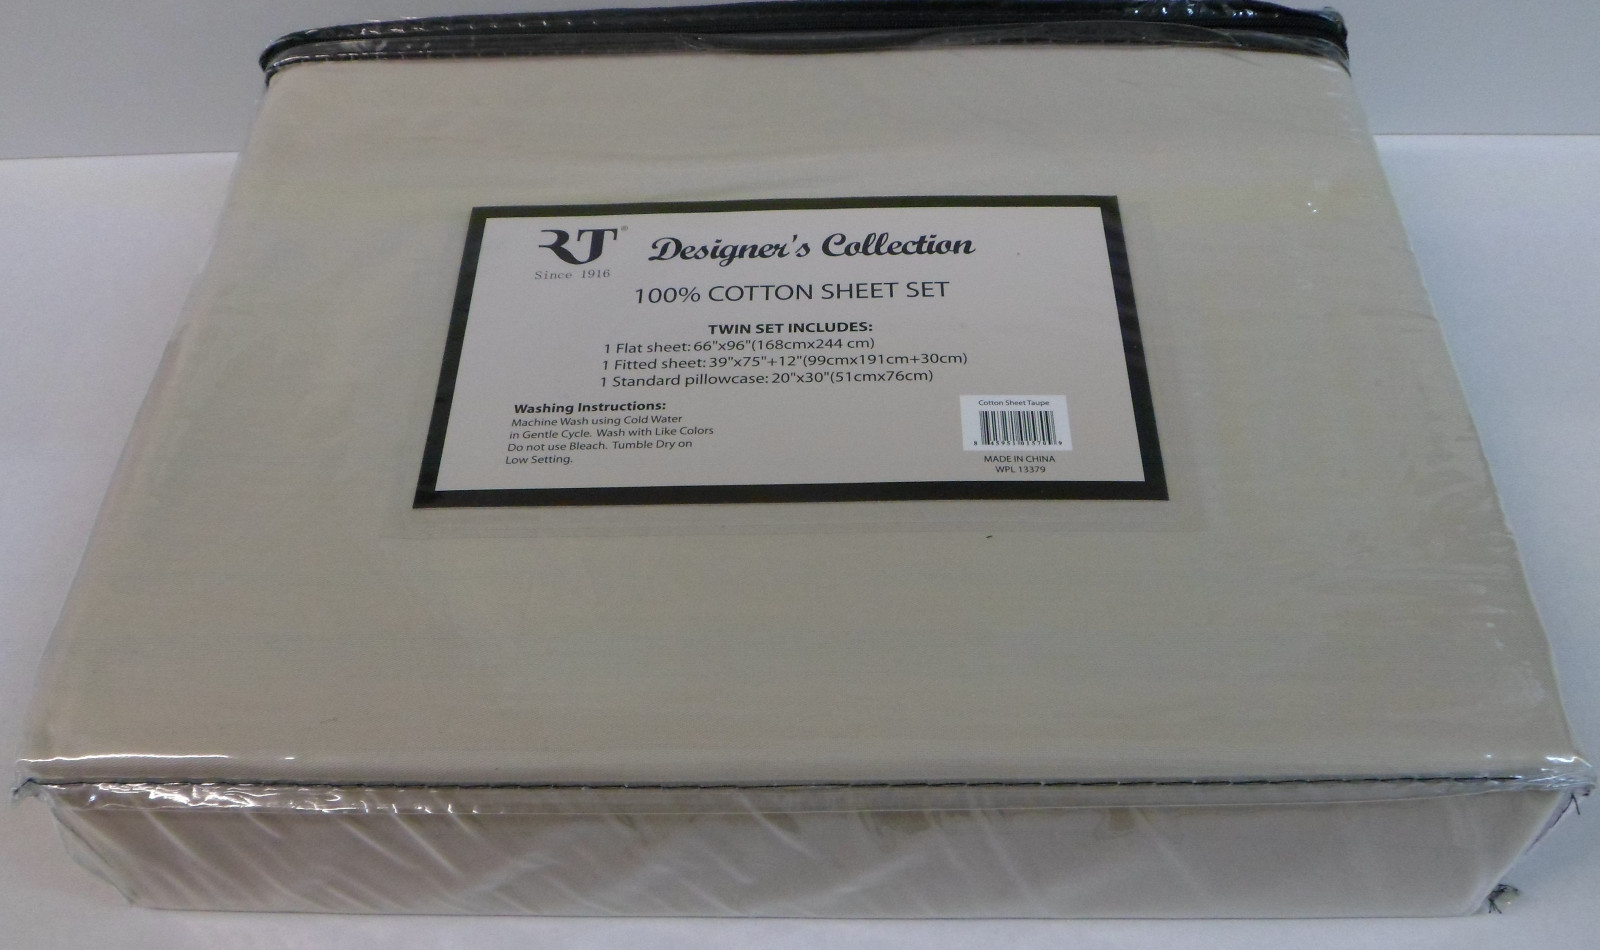 RT®
Since 1916
Designer's Collection
100% COTTON SHEET SET
TWIN SET INCLUDES:
1 Flat sheet: 66"x96"(168cmx244 cm)
1 Fitted sheet: 39"x75"+12"(99cmx191cm+30cm)
1 Standard pillowcase: 20"x30"(51cmx76cm)
Washing Instructions:
Machine Wash using Cold Water
in Gentle Cycle. Wash with Like Colors
Do not use Bleach. Tumble Dry on
Low Setting.
Cotton Sheet Taupe
MADE IN CHINA
WPL 13379